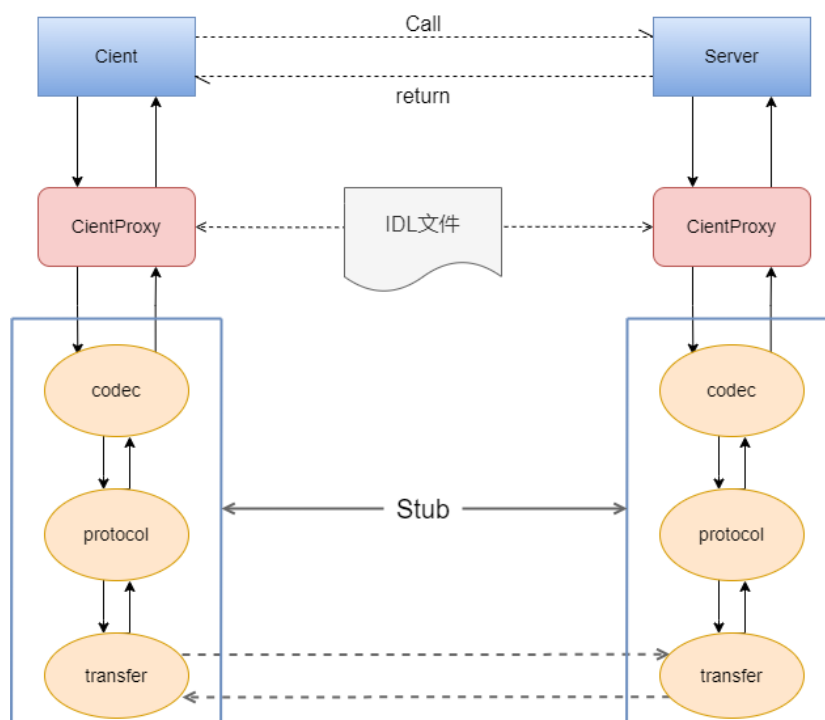 Call
Cient
Server
return
CientProxy
IDL文件
CientProxy
codec
codec
Stub
protocol
protocol
transfer
transfer